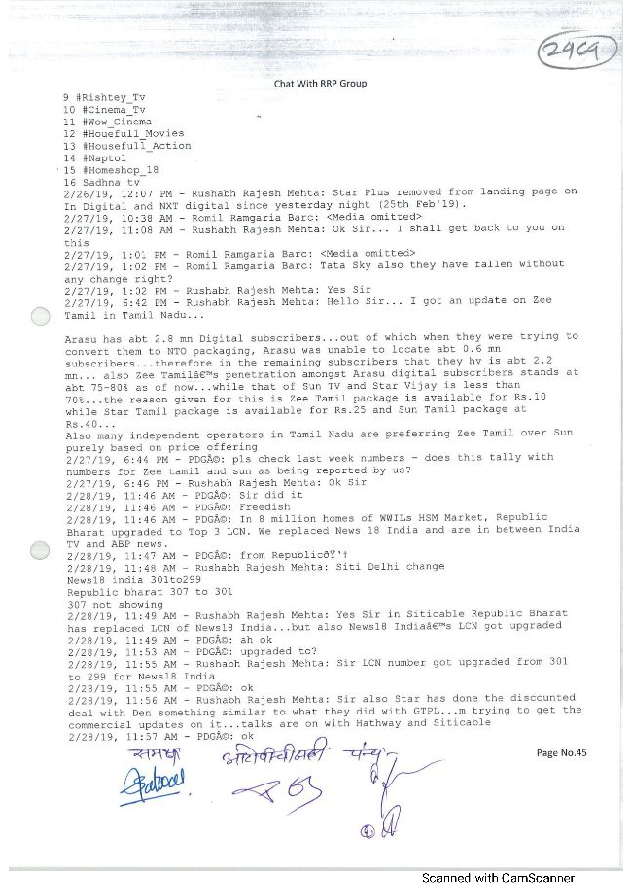 2909
Chat With RRP Group
9 #Rishtey_Tv
10 #Cinema_Tv
11 #Wow_Cinema
12 #Houefull_Movies
13 #Housefull_Action
14 #Naptol
15 #Homeshop_18
16 Sadhna tv
2/26/19, 12:07 PM - Rushabh Rajesh Mehta: Star Plus removed from landing page on
In Digital and NXT digital since yesterday night (25th Feb'19).
2/27/19, 10:38 AM - Romil Ramgaria Barc: <Media omitted>
2/27/19, 11:08 AM - Rushabh Rajesh Mehta: Ok Sir... I shall get back to you on
this
2/27/19, 1:01 PM - Romil Ramgaria Barc: <Media omitted>
2/27/19, 1:02 PM - Romil Ramgaria Barc: Tata Sky also they have fallen without
any change right?
2/27/19, 1:02 PM - Rushabh Rajesh Mehta: Yes Sir
2/27/19, 6:42 PM - Rushabh Rajesh Mehta: Hello Sir... I got an update on Zee
Tamil in Tamil Nadu...
Arasu has abt 2.8 mn Digital subscribers...out of which when they were trying to
convert them to NTO packaging, Arasu was unable to locate abt 0.6 mn
subscribers...therefore in the remaining subscribers that they hv is abt 2.2
mn... also Zee Tamilâ€™s penetration amongst Arasu digital subscribers stands at
abt 75-80% as of now...while that of Sun TV and Star Vijay is less than
70%...the reason given for this is Zee Tamil package is available for Rs.10
while Star Tamil package is available for Rs.25 and Sun Tamil package at
Rs.40...
Also many independent operators in Tamil Nadu are preferring Zee Tamil over Sun
purely based on price offering
2/27/19, 6:44 PM - PDGÂ©: pls check last week numbers - does this tally with
numbers for Zee tamil and sun as being reported by us?
2/27/19, 6:46 PM - Rushabh Rajesh Mehta: Ok Sir
2/28/19, 11:46 AM - PDGÂ©: Sir did it
2/28/19, 11:46 AM - PDGÂ©: Freedish
2/28/19, 11:46 AM - PDGÂ©: In 8 million homes of WWILs HSM Market, Republic
Bharat upgraded to Top 3 LCN. We replaced News 18 India and are in between India
TV and ABP news.
2/28/19, 11:47 AM - PDGÂ©: from RepublicðŸ'†
2/28/19, 11:48 AM - Rushabh Rajesh Mehta: Siti Delhi change
News18 india 301to299
Republic bharat 307 to 301
307 not showing
2/28/19, 11:49 AM - Rushabh Rajesh Mehta: Yes Sir in Siticable Republic Bharat
has replaced LCN of News18 India...but also News18 Indiaâ€™s LCN got upgraded
2/28/19, 11:49 AM - PDGÂ©: ah ok
2/28/19, 11:53 AM - PDGÂ©: upgraded to?
2/28/19, 11:55 AM - Rushabh Rajesh Mehta: Sir LCN number got upgraded from 301
to 299 for News18 India
2/28/19, 11:55 AM - PDGÂ©: ok
2/28/19, 11:56 AM - Rushabh Rajesh Mehta: Sir also Star has done the discounted
deal with Den something similar to what they did with GTPL...m trying to get the
commercial updates on it...talks are on with Hathway and Siticable
2/28/19, 11:57 AM - PDGÂ©: ok
समक्ष
Page No.45
Scanned with CamScanner